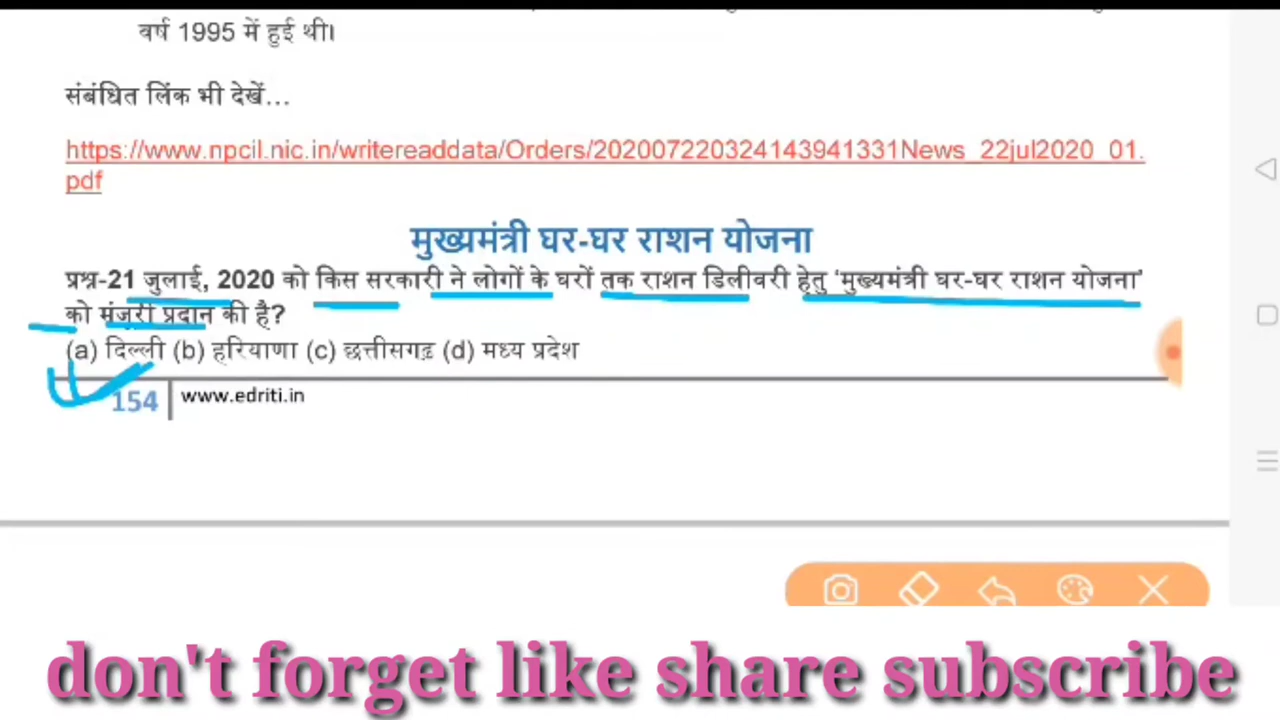 वर्ष 1995 में हुई थी।
संबंधित लिंक भी देखें...
https://www.npcil.nic.in/writereaddata/Orders/202007220324143941331News_22jul2020_01.
pdf
मुख्यमंत्री घर-घर राशन योजना
प्रश्न-21 जुलाई, 2020 को किस सरकारी ने लोगों के घरों तक राशन डिलीवरी हेतु ‘मुख्यमंत्री घर-घर राशन योजना’
को मंजूरी प्रदान की है?
(a) दिल्ली (b) हरियाणा (c) छत्तीसगढ़ (d) मध्य प्रदेश
154 www.edriti.in
don't forget like share subscribe